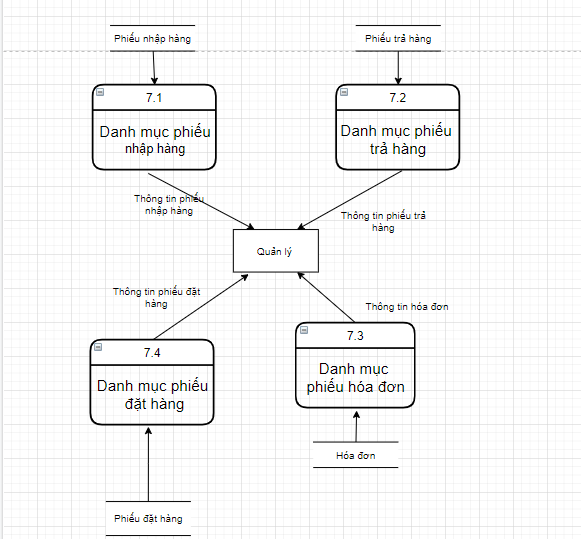 Phiếu nhập hàng
Phiếu trả hàng
7.1
Danh mục phiếu
nhập hàng
7.2
Danh mục phiếu
trả hàng
Thông tin phiếu
nhập hàng
Thông tin phiếu trả
hàng
Quản lý
Thông tin phiếu đặt
hàng
Thông tin hóa đơn
7.4
Danh mục phiếu
đặt hàng
7.3
Danh mục
phiếu hóa đơn
Hóa đơn
Phiếu đặt hàng